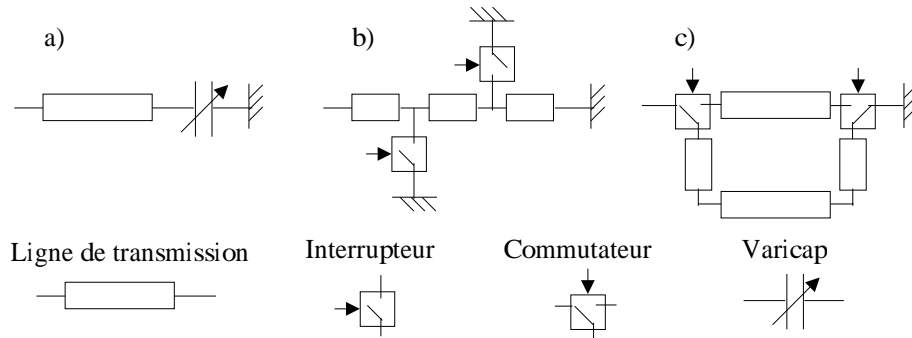 a) b) c)
Ligne de transmission Interrupteur Commutateur Varicap